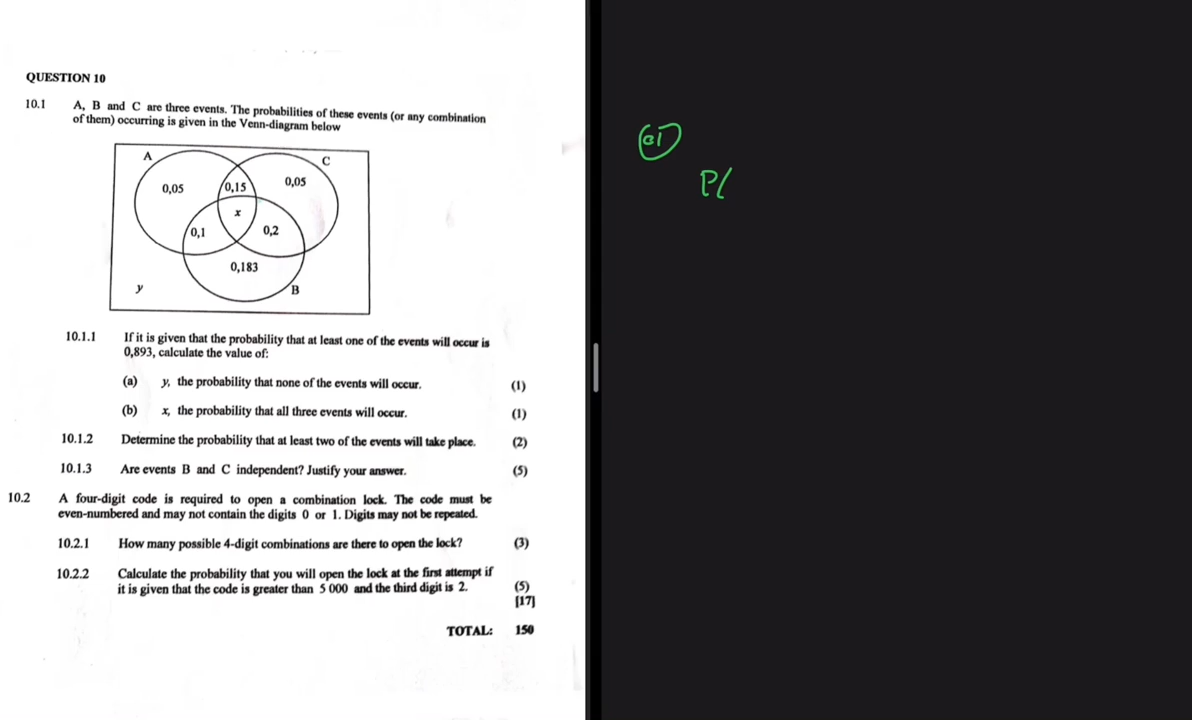 QUESTION 10
10.1 A, B and C are three events. The probabilities of these events (or any combination
of them) occurring is given in the Venn-diagram below
A
C
0,05
0,15
0,05
x
0,1
0,2
0,183
y
B
10.1.1 If it is given that the probability that at least one of the events will occur is
0,893, calculate the value of:
(a) y, the probability that none of the events will occur. (1)
(b) x, the probability that all three events will occur. (1)
10.1.2 Determine the probability that at least two of the events will take place. (2)
10.1.3 Are events B and C independent? Justify your answer. (5)
10.2 A four-digit code is required to open a combination lock. The code must be
even-numbered and may not contain the digits 0 or 1. Digits may not be repeated.
10.2.1 How many possible 4-digit combinations are there to open the lock? (3)
10.2.2 Calculate the probability that you will open the lock at the first attempt if
it is given that the code is greater than 5 000 and the third digit is 2. (5)
[17]
TOTAL: 150
P(